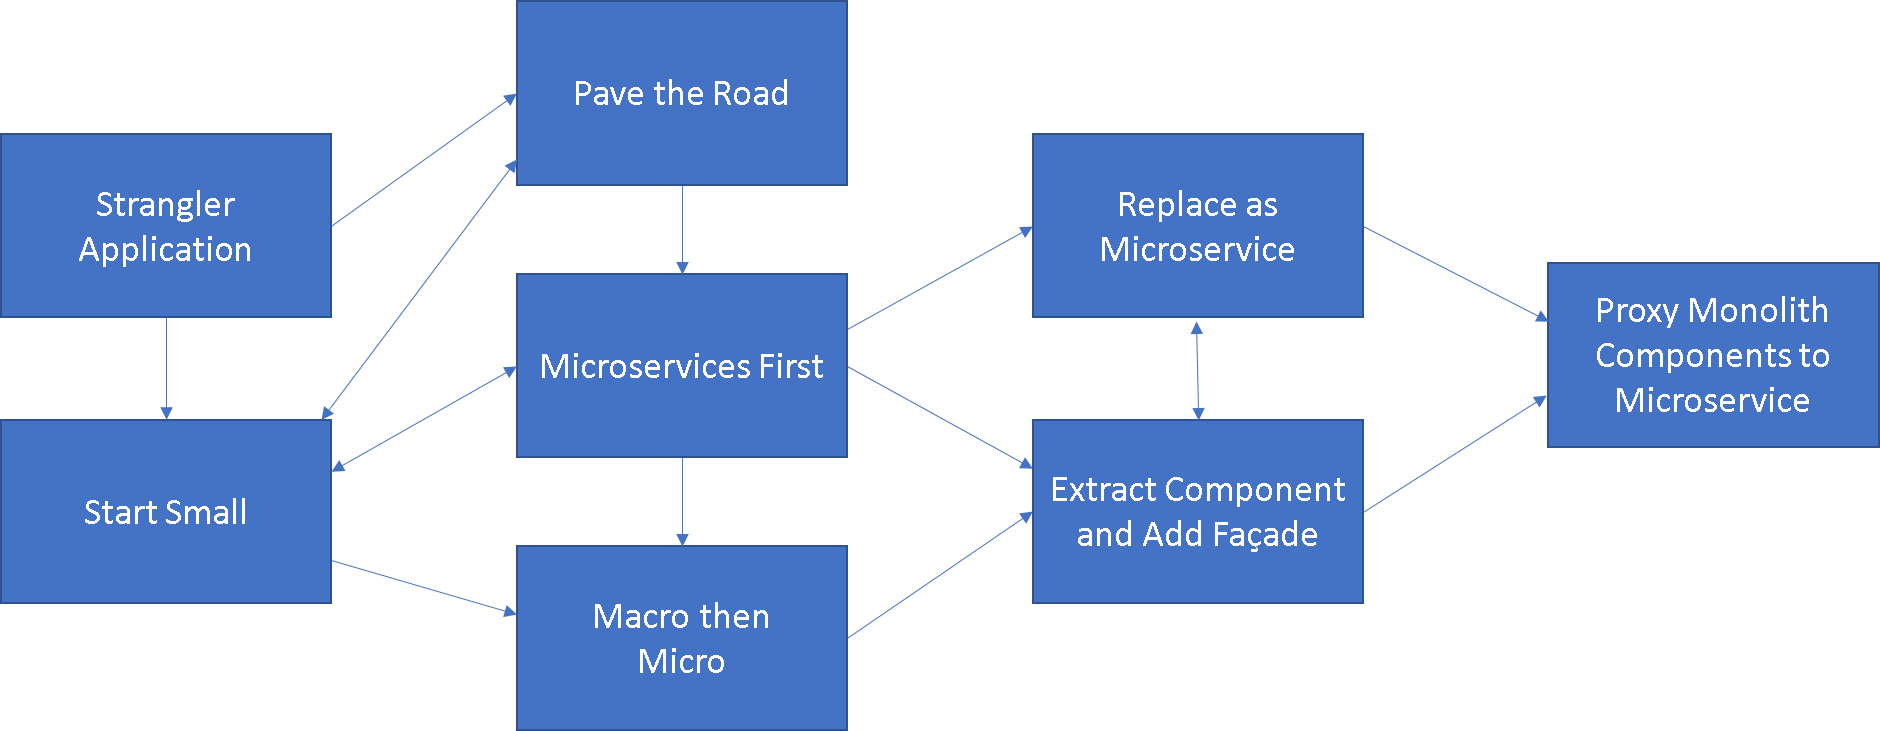 Pave the Road
Strangler
Application
Replace as
Microservice
Proxy Monolith
Components to
Microservice
Microservices First
Start Small
Extract Component
and Add Façade
Macro then
Micro